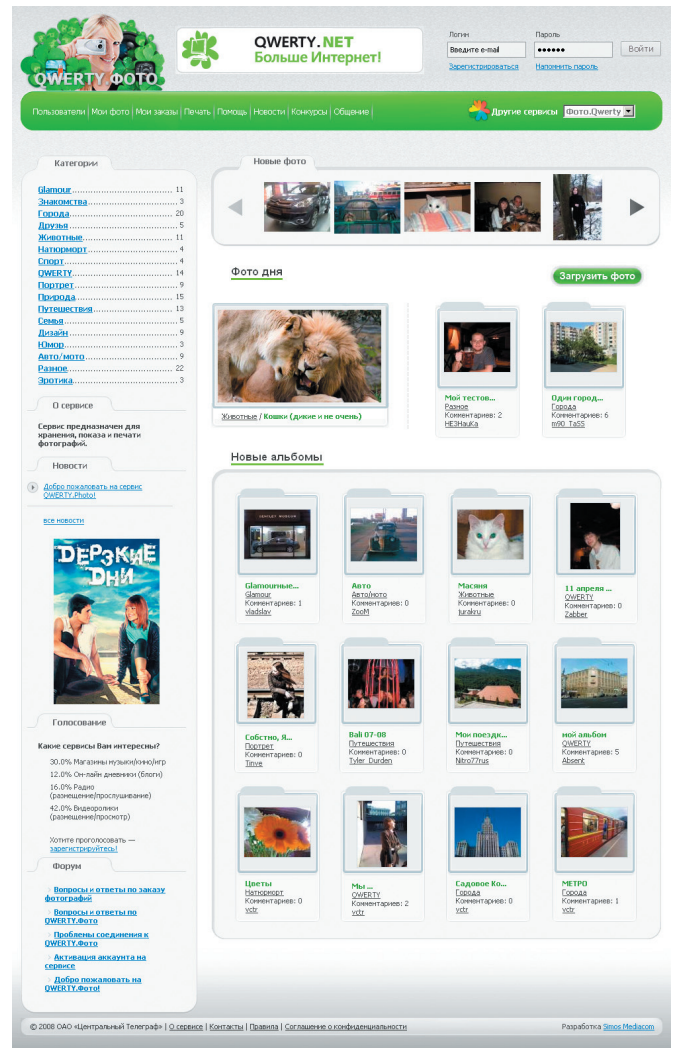 QWERTY ФОТО
QWERTY.NET
Больше Интернет!
Логин
Пароль
Введите e-mail
••••••
Войти
Зарегистрироваться
Напомнить пароль
Пользователи | Мои фото | Мои заказы | Печать | Помощь | Новости | Конкурсы | Общение |
Другие сервисы
Фото.Qwerty
Категории
Glamour 11
Знакомства 3
Города 20
Друзья 5
Животные 11
Натюрморт 4
Спорт 4
QWERTY 14
Портрет 9
Природа 15
Путешествия 13
Семья 5
Дизайн 9
Юмор 3
Авто/мото 9
Разное 22
Эротика 3
О сервисе
Сервис предназначен для
хранения, показа и печати
фотографий.
Новости
Добро пожаловать на сервис
QWERTY.Photo!
все новости
ДЕРЗКИЕ
ДНИ
Голосование
Какие сервисы Вам интересны?
30.0% Магазины музыки/кино/игр
12.0% Он-лайн дневники (блоги)
16.0% Радио
(размещение/прослушивание)
42.0% Видеоролики
(размещение/просмотр)
Хотите проголосовать —
зарегистрируйтесь!
Форум
Вопросы и ответы по заказу
фотографий
Вопросы и ответы по
QWERTY.Фото
Проблемы соединения к
QWERTY.Фото
Активация аккаунта на
сервисе
Добро пожаловать на
QWERTY.Фото!
Новые фото
Фото дня
Загрузить фото
Животные / Кошки (дикие и не очень)
Мой тестов...
Разное
Комментариев: 2
НЕЗНаuКа
Один город...
Города
Комментариев: 6
m90_TaSS
Новые альбомы
Glamourные...
Glamour
Комментариев: 1
vladslav
Авто
Авто/мото
Комментариев: 0
ZooM
Масяня
Животные
Комментариев: 0
jurakru
11 апреля ...
QWERTY
Комментариев: 0
Zabber
Собстно, Я...
Портрет
Комментариев: 0
Tinve
Bali 07-08
Путешествия
Комментариев: 0
Tyler_Durden
Мои поездк...
Путешествия
Комментариев: 0
Nitro77rus
мой альбом
QWERTY
Комментариев: 5
Absent
Цветы
Натюрморт
Комментариев: 0
vctr
Мы ...
QWERTY
Комментариев: 2
vctr
Садовое Ко...
Города
Комментариев: 0
vctr
МЕТРО
Города
Комментариев: 1
vctr
© 2008 ОАО «Центральный Телеграф» | О сервисе | Контакты | Правила | Соглашение о конфиденциальности
Разработка Simos Mediacom